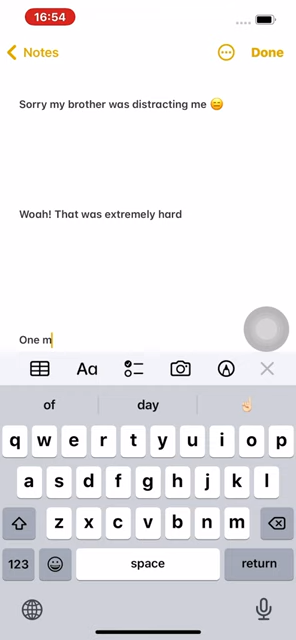 16:54
Notes
Done
Sorry my brother was distracting me 😄
Woah! That was extremely hard
One m
Aa
of day ☝🏻
q w e r t y u i o p
a s d f g h j k l
z x c v b n m
123 space return